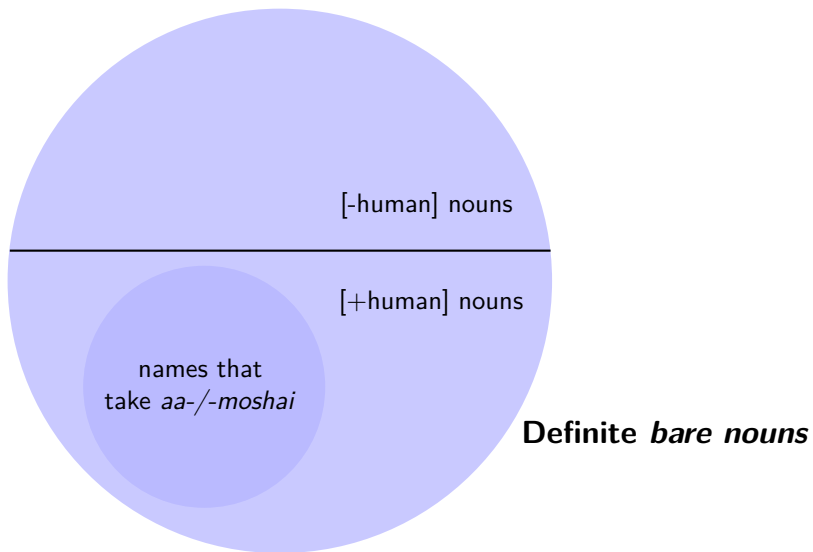 [-human] nouns
[+human] nouns
names that
take aa-/-moshai
Definite bare nouns